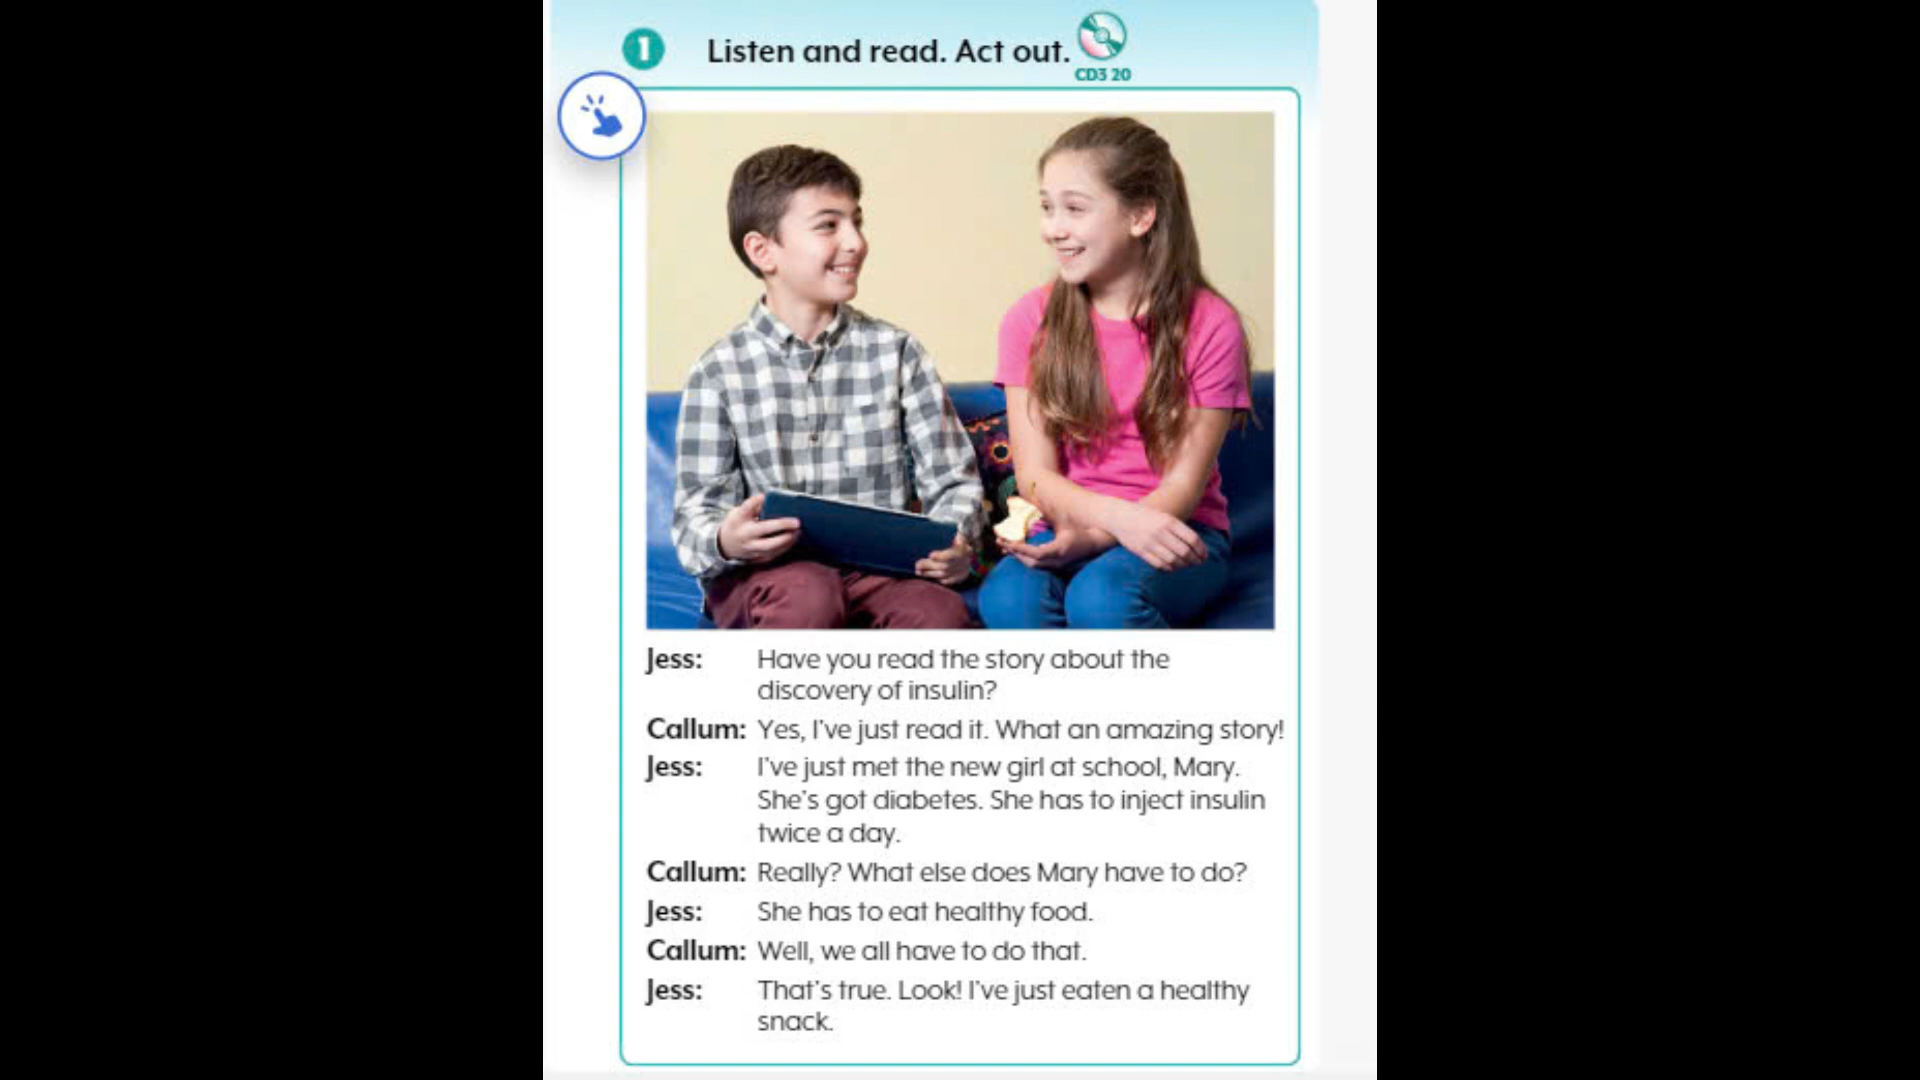 1 Listen and read. Act out.
CD3 20
Jess: Have you read the story about the
discovery of insulin?
Callum: Yes, I've just read it. What an amazing story!
Jess: I've just met the new girl at school, Mary.
She's got diabetes. She has to inject insulin
twice a day.
Callum: Really? What else does Mary have to do?
Jess: She has to eat healthy food.
Callum: Well, we all have to do that.
Jess: That's true. Look! I've just eaten a healthy
snack.